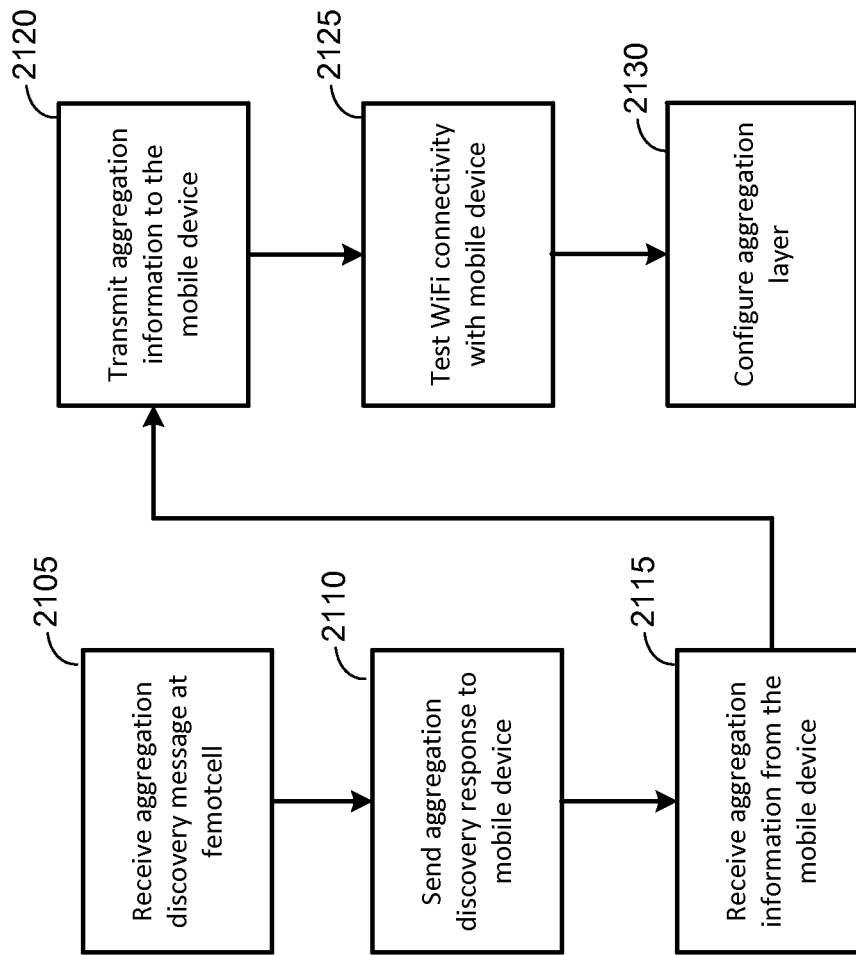 2105
Receive aggregation
discovery message at
femotcell
2110
Send aggregation
discovery response to
mobile device
2115
Receive aggregation
information from the
mobile device
2120
Transmit aggregation
information to the
mobile device
2125
Test WiFi connectivity
with mobile device
2130
Configure aggregation
layer